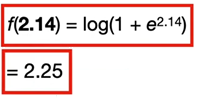 f(2.14) = log(1 + e^2.14)
= 2.25